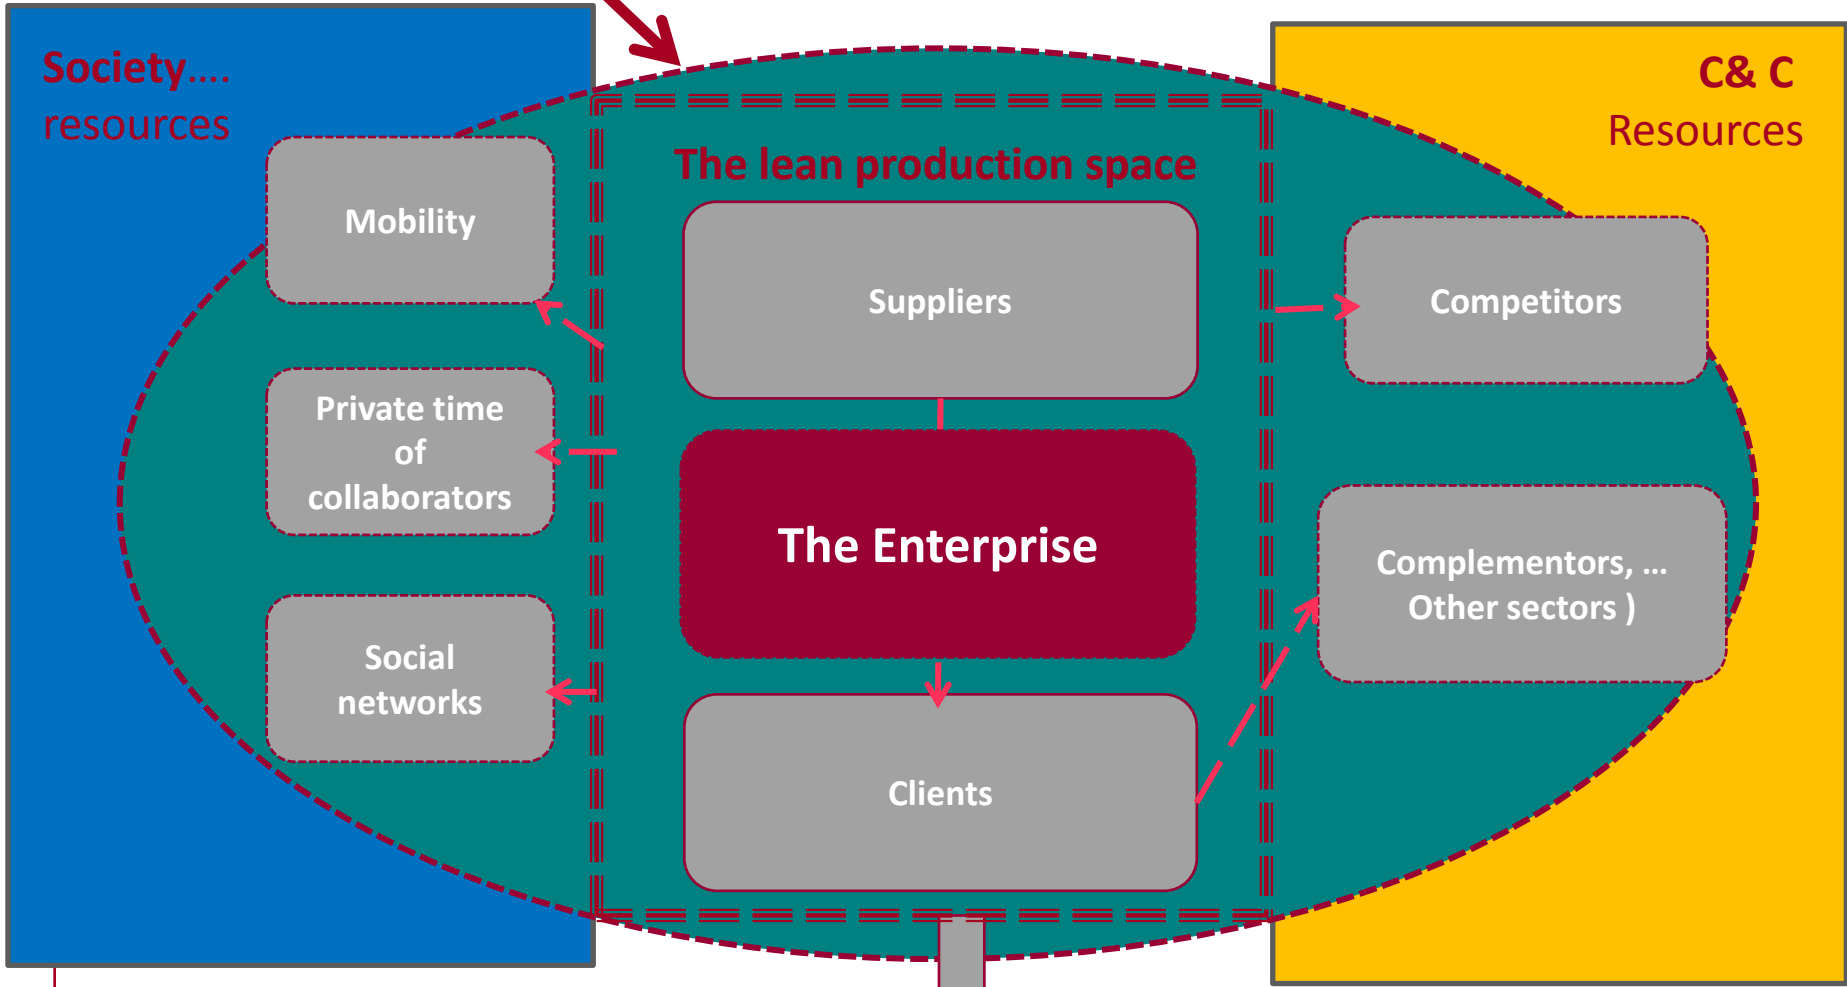 Society....
resources
C& C
Resources
The lean production space
Mobility
Suppliers
Competitors
Private time
of
collaborators
The Enterprise
Complementors, ...
Other sectors )
Social
networks
Clients